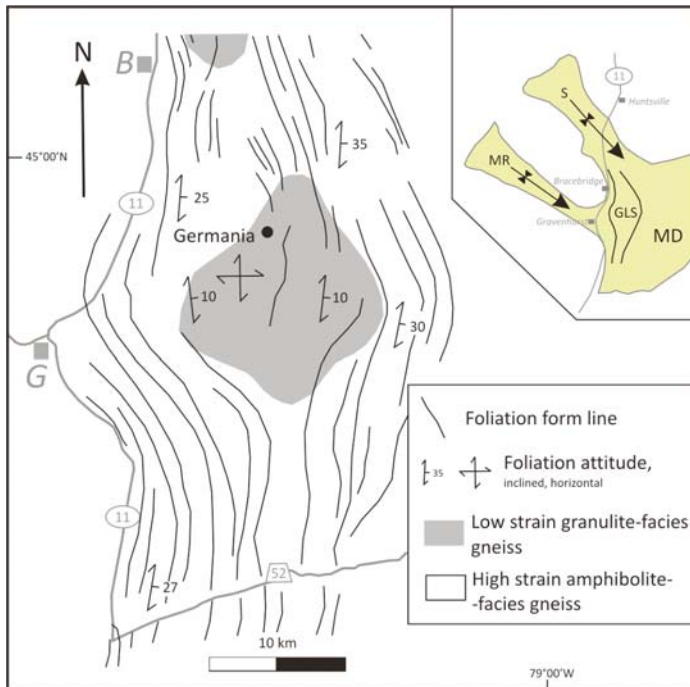 N
B
45°00'N
11
25
35
Germania
10
10
30
G
11
27
52
10 km
79°00'W
11
S
Huntsville
MR
Bracebridge
GLS
Gravenhurst
MD
Foliation form line
35
Foliation attitude,
inclined, horizontal
Low strain granulite-facies
gneiss
High strain amphibolite-
-facies gneiss